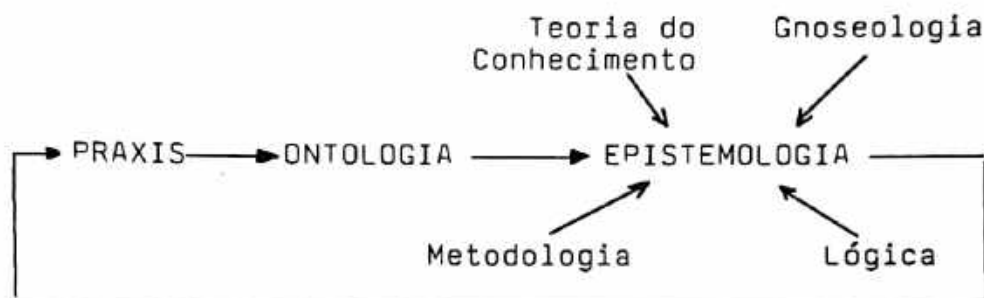 Teoria do
Conhecimento
Gnoseologia
PRAXIS
ONTOLOGIA
EPISTEMOLOGIA
Metodologia
Lógica